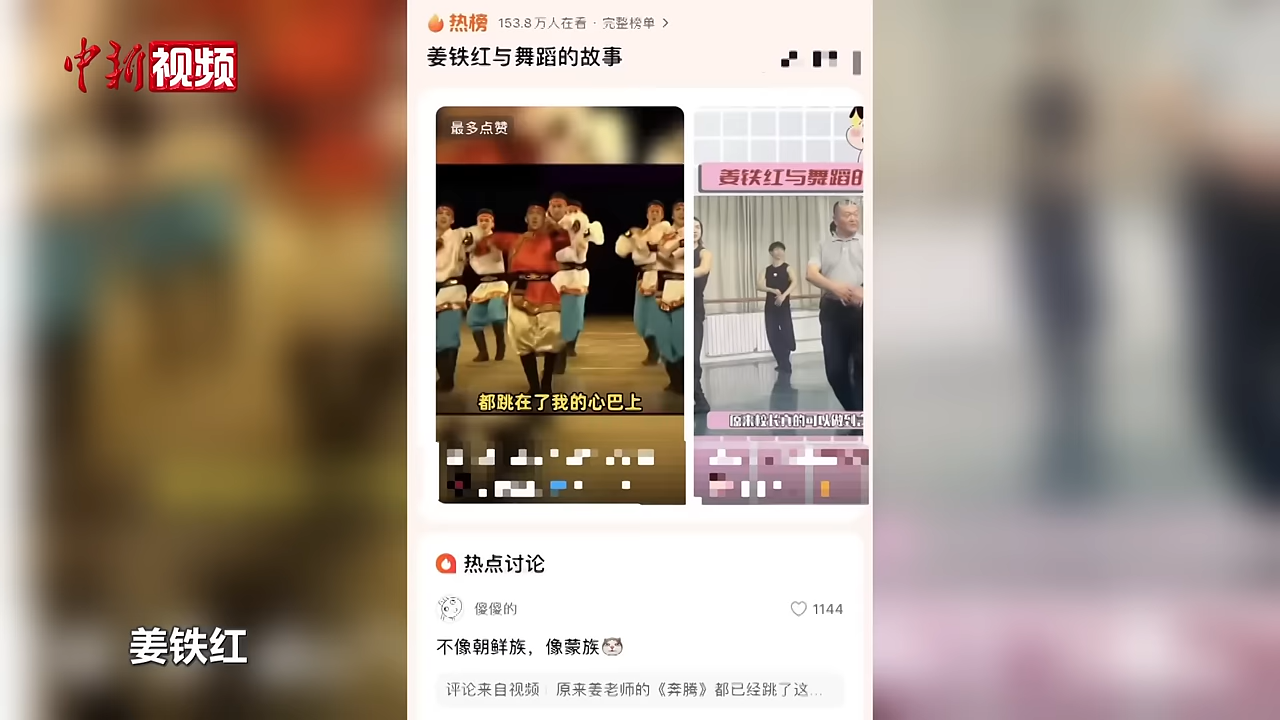 中新视频
热榜 153.8万人在看 · 完整榜单 >
姜铁红与舞蹈的故事
最多点赞
都跳在了我的心巴上
姜铁红与舞蹈
原来校长真的可以做到
热点讨论
傻傻的
1144
不像朝鲜族，像蒙族
评论来自视频 | 原来姜老师的《奔腾》都已经跳了这...
姜铁红